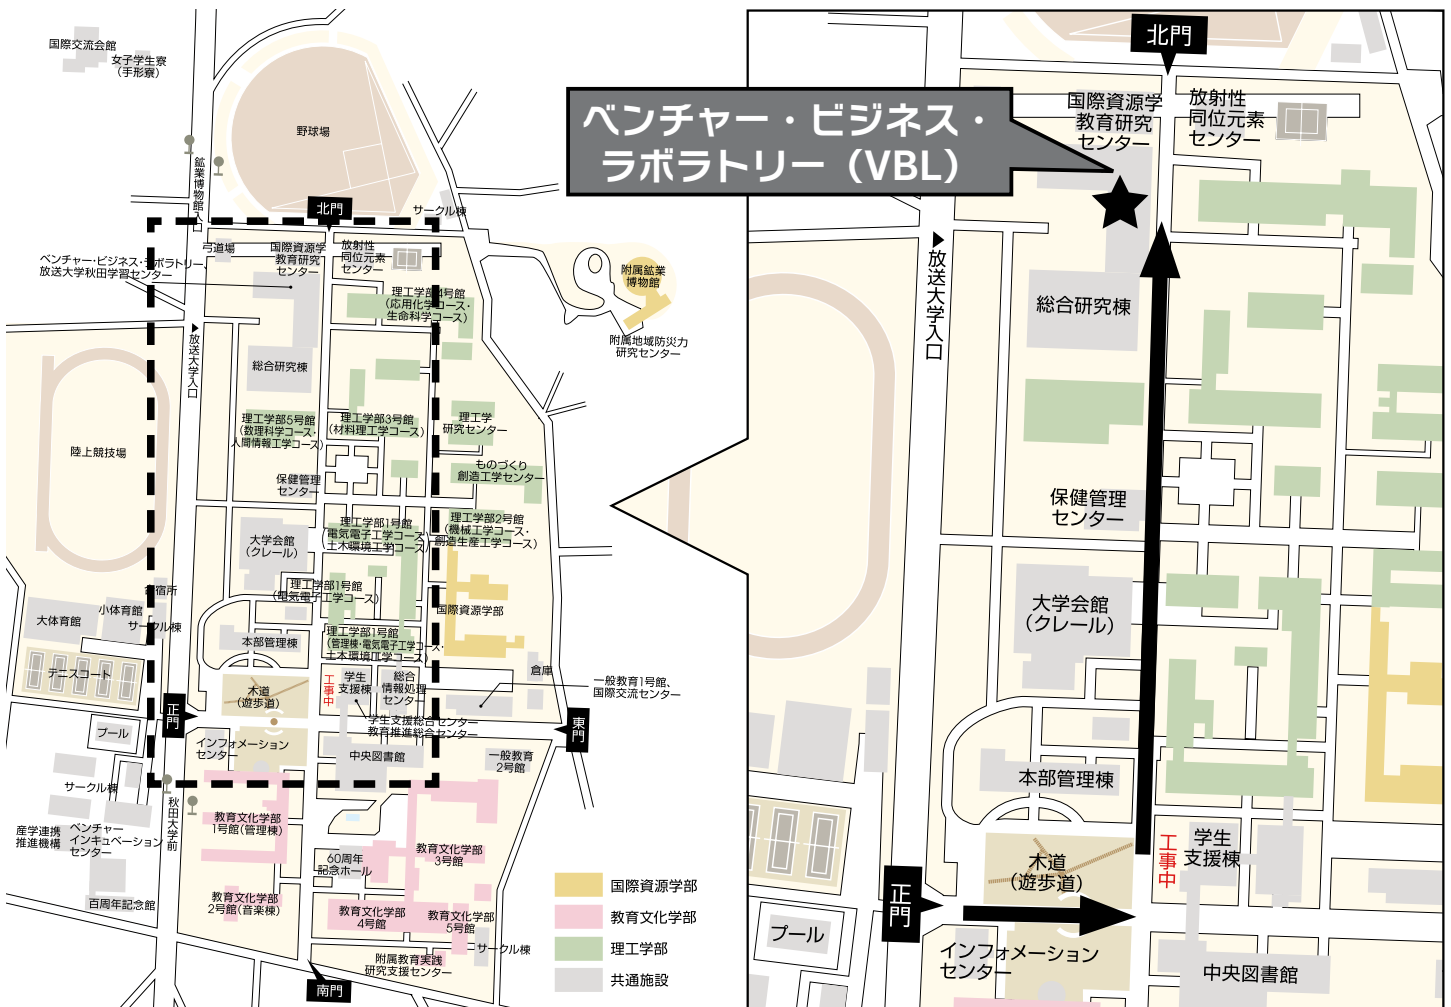 国際交流会館
女子学生寮
（手形寮）
野球場
鉱業博物館入口
北門
サークル棟
弓道場
国際資源学
教育研究
センター
放射性
同位元素
センター
ベンチャー・ビジネス・ラボラトリー、
放送大学秋田学習センター
理工学部4号館
（応用化学コース・
生命科学コース）
附属鉱業
博物館
附属地域防災力
研究センター
放送大学入口
総合研究棟
理工学部5号館
（数理科学コース・
人間情報工学コース）
理工学部3号館
（材料理工学コース）
理工学
研究センター
陸上競技場
ものづくり
創造工学センター
保健管理
センター
大学会館
（クレール）
理工学部1号館
（電気電子工学コース・
土木環境工学コース）
理工学部2号館
（機械工学コース・
創造生産工学コース）
理工学部1号館
（電気電子工学コース）
合宿所
小体育館
大体育館
サークル棟
国際資源学部
本部管理棟
理工学部1号館
（管理棟・電気電子工学コース・
土木環境工学コース）
テニスコート
木道
（遊歩道）
工事中
学生
支援棟
総合
情報処理
センター
倉庫
一般教育1号館、
国際交流センター
正門
学生支援総合センター
教育推進総合センター
東門
プール
インフォメーション
センター
中央図書館
一般教育
2号館
サークル棟
秋田大学前
産学連携
推進機構
ベンチャー
インキュベーション
センター
教育文化学部
1号館（管理棟）
60周年
記念ホール
教育文化学部
3号館
百周年記念館
教育文化学部
2号館（音楽棟）
教育文化学部
4号館
教育文化学部
5号館
サークル棟
附属教育実践
研究支援センター
南門
国際資源学部
教育文化学部
理工学部
共通施設
ベンチャー・ビジネス・
ラボラトリー（VBL）
北門
国際資源学
教育研究
センター
放射性
同位元素
センター
放送大学入口
総合研究棟
保健管理
センター
大学会館
（クレール）
本部管理棟
木道
（遊歩道）
工事中
学生
支援棟
正門
プール
インフォメーション
センター
中央図書館